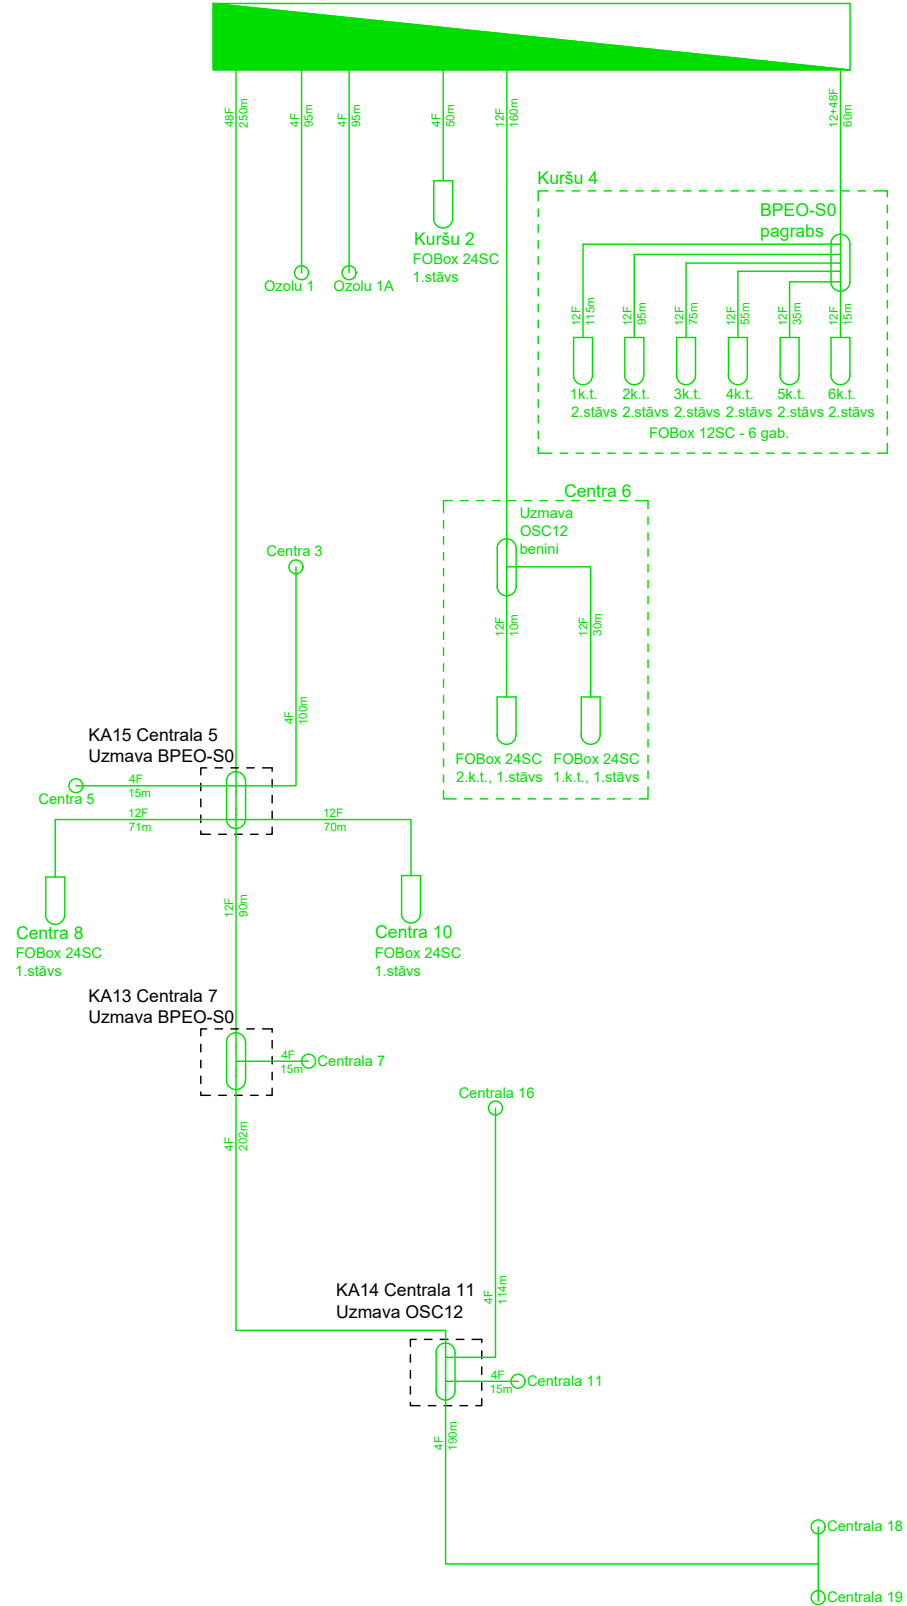 48F
250m
4F
95m
4F
95m
4F
50m
12F
160m
12+48F
60m
Ozolu 1
Ozolu 1A
Kuršu 2
FOBox 24SC
1.stāvs
Kuršu 4
BPEO-S0
pagrabs
12F
115m
12F
95m
12F
75m
12F
55m
12F
35m
12F
15m
1k.t.
2.stāvs
2k.t.
2.stāvs
3k.t.
2.stāvs
4k.t.
2.stāvs
5k.t.
2.stāvs
6k.t.
2.stāvs
FOBox 12SC - 6 gab.
Centra 6
Uzmava
OSC12
benini
12F
10m
12F
30m
FOBox 24SC
2.k.t., 1.stāvs
FOBox 24SC
1.k.t., 1.stāvs
Centra 3
4F
100m
KA15 Centrala 5
Uzmava BPEO-S0
4F
15m
Centra 5
12F
71m
12F
70m
Centra 8
FOBox 24SC
1.stāvs
12F
90m
Centra 10
FOBox 24SC
1.stāvs
KA13 Centrala 7
Uzmava BPEO-S0
4F
15m
Centrala 7
4F
202m
Centrala 16
4F
114m
KA14 Centrala 11
Uzmava OSC12
4F
15m
Centrala 11
4F
190m
Centrala 18
Centrala 19